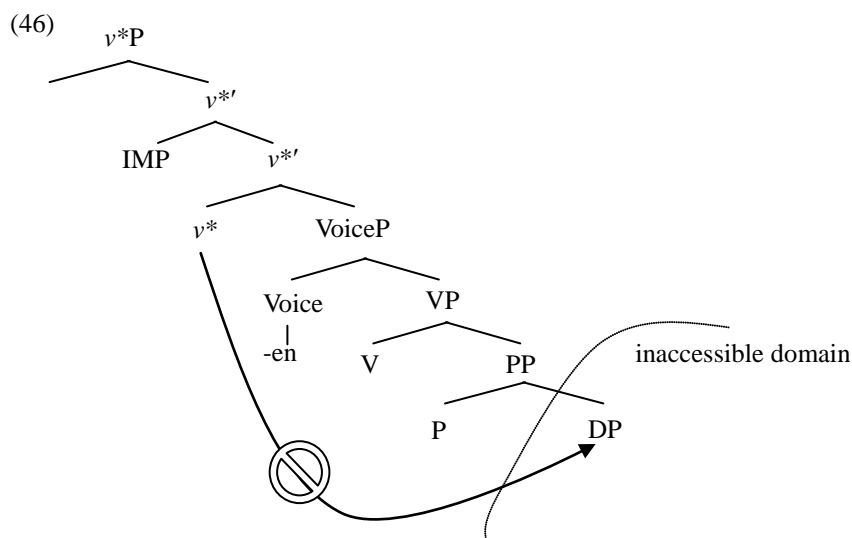 (46)
v*P
v*′
IMP v*′
v* VoiceP
Voice VP
-en V PP inaccessible domain
P DP